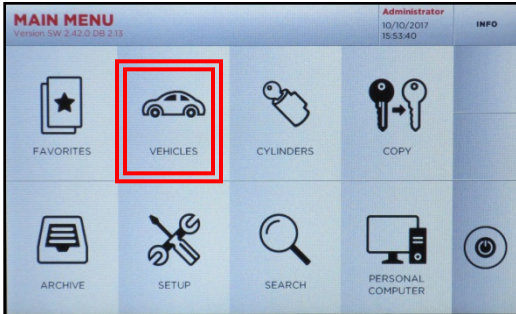 MAIN MENU
Version SW 2.42.0 DB 2.13
Administrator
10/10/2017
15:53:40
INFO
FAVORITES
VEHICLES
CYLINDERS
COPY
ARCHIVE
SETUP
SEARCH
PERSONAL
COMPUTER